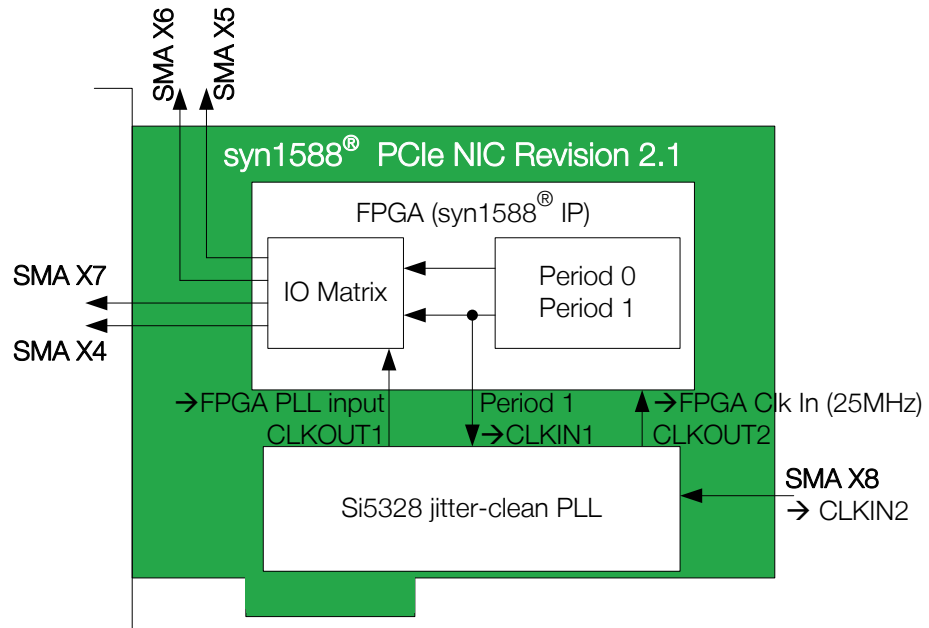 SMA X6
SMA X5
syn1588® PCIe NIC Revision 2.1
FPGA (syn1588® IP)
IO Matrix
Period 0
Period 1
SMA X7
SMA X4
→FPGA PLL input
CLKOUT1
Period 1
→CLKIN1
→FPGA Clk In (25MHz)
CLKOUT2
Si5328 jitter-clean PLL
SMA X8
→ CLKIN2